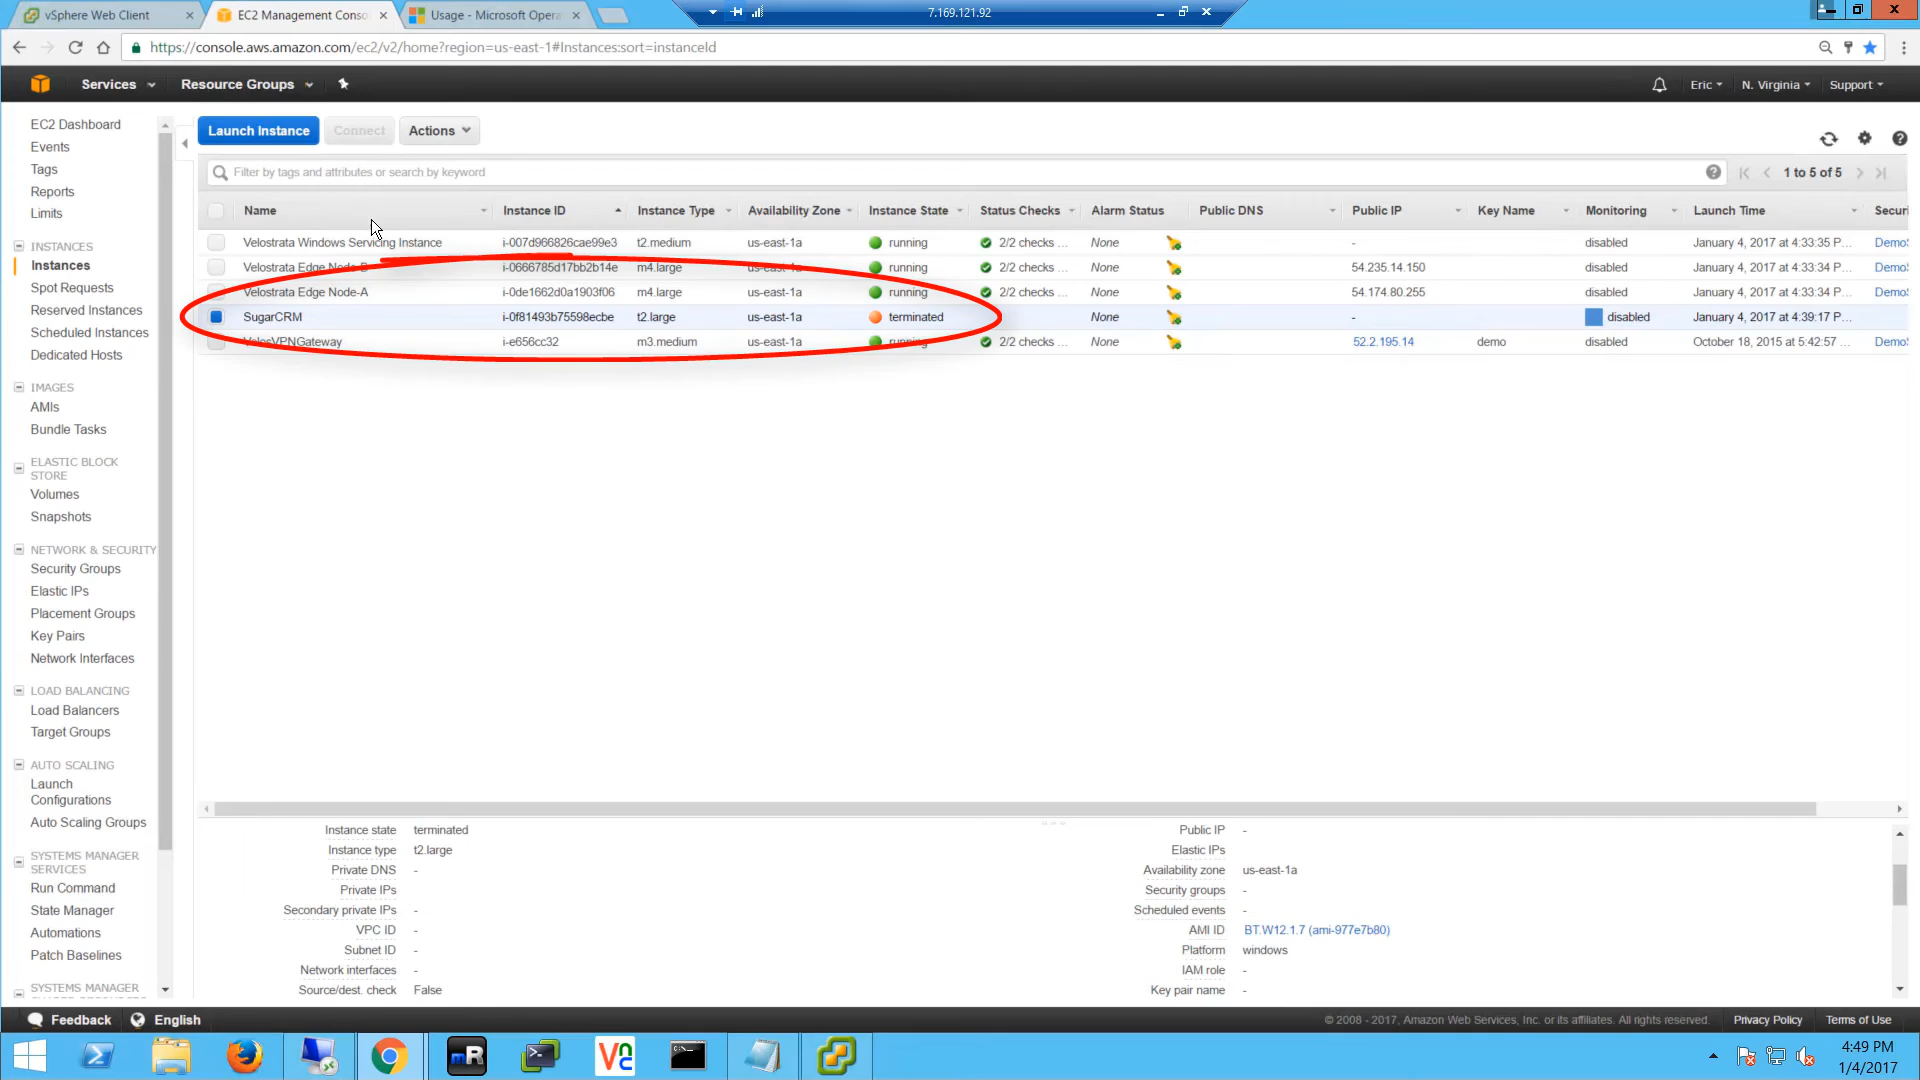 vSphere Web Client
EC2 Management Conso
Usage - Microsoft Opera
7.169.121.92
https://console.aws.amazon.com/ec2/v2/home?region=us-east-1#Instances:sort=instanceId
Services
Resource Groups
Eric
N. Virginia
Support
EC2 Dashboard
Events
Tags
Reports
Limits
INSTANCES
Instances
Spot Requests
Reserved Instances
Scheduled Instances
Dedicated Hosts
IMAGES
AMIs
Bundle Tasks
ELASTIC BLOCK
STORE
Volumes
Snapshots
NETWORK & SECURITY
Security Groups
Elastic IPs
Placement Groups
Key Pairs
Network Interfaces
LOAD BALANCING
Load Balancers
Target Groups
AUTO SCALING
Launch
Configurations
Auto Scaling Groups
SYSTEMS MANAGER
SERVICES
Run Command
State Manager
Automations
Patch Baselines
SYSTEMS MANAGER
Launch Instance
Connect
Actions
Filter by tags and attributes or search by keyword
1 to 5 of 5
Name Instance ID Instance Type Availability Zone Instance State Status Checks Alarm Status Public DNS Public IP Key Name Monitoring Launch Time Securi
Velostrata Windows Servicing Instance i-007d966826cae99e3 t2.medium us-east-1a running 2/2 checks ... None - disabled January 4, 2017 at 4:33:35 P... DemoS
Velostrata Edge Node-B i-0666785d17bb2b14e m4.large us-east-1a running 2/2 checks ... None 54.235.14.150 disabled January 4, 2017 at 4:33:34 P... DemoS
Velostrata Edge Node-A i-0de1662d0a1903f06 m4.large us-east-1a running 2/2 checks ... None 54.174.80.255 disabled January 4, 2017 at 4:33:34 P... DemoS
SugarCRM i-0f81493b75598ecbe t2.large us-east-1a terminated None - disabled January 4, 2017 at 4:39:17 P...
VelosVPNGateway i-e656cc32 m3.medium us-east-1a running 2/2 checks ... None 52.2.195.14 demo disabled October 18, 2015 at 5:42:57 ... DemoS
Instance state terminated
Instance type t2.large
Private DNS -
Private IPs
Secondary private IPs -
VPC ID -
Subnet ID -
Network interfaces -
Source/dest. check False
Public IP -
Elastic IPs
Availability zone us-east-1a
Security groups -
Scheduled events -
AMI ID BT.W12.1.7 (ami-977e7b80)
Platform windows
IAM role -
Key pair name -
Feedback
English
© 2008 - 2017, Amazon Web Services, Inc. or its affiliates. All rights reserved.
Privacy Policy
Terms of Use
mR
Vnc
4:49 PM
1/4/2017